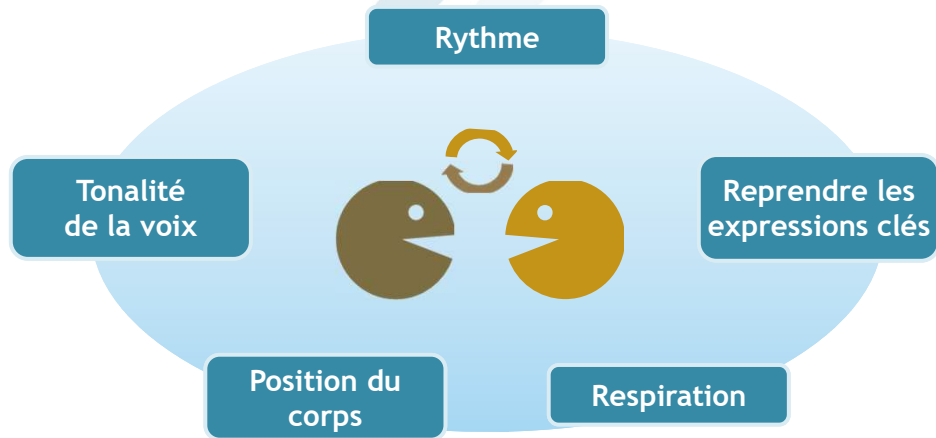 Rythme
Tonalité
de la voix
Reprendre les
expressions clés
Position du
corps
Respiration